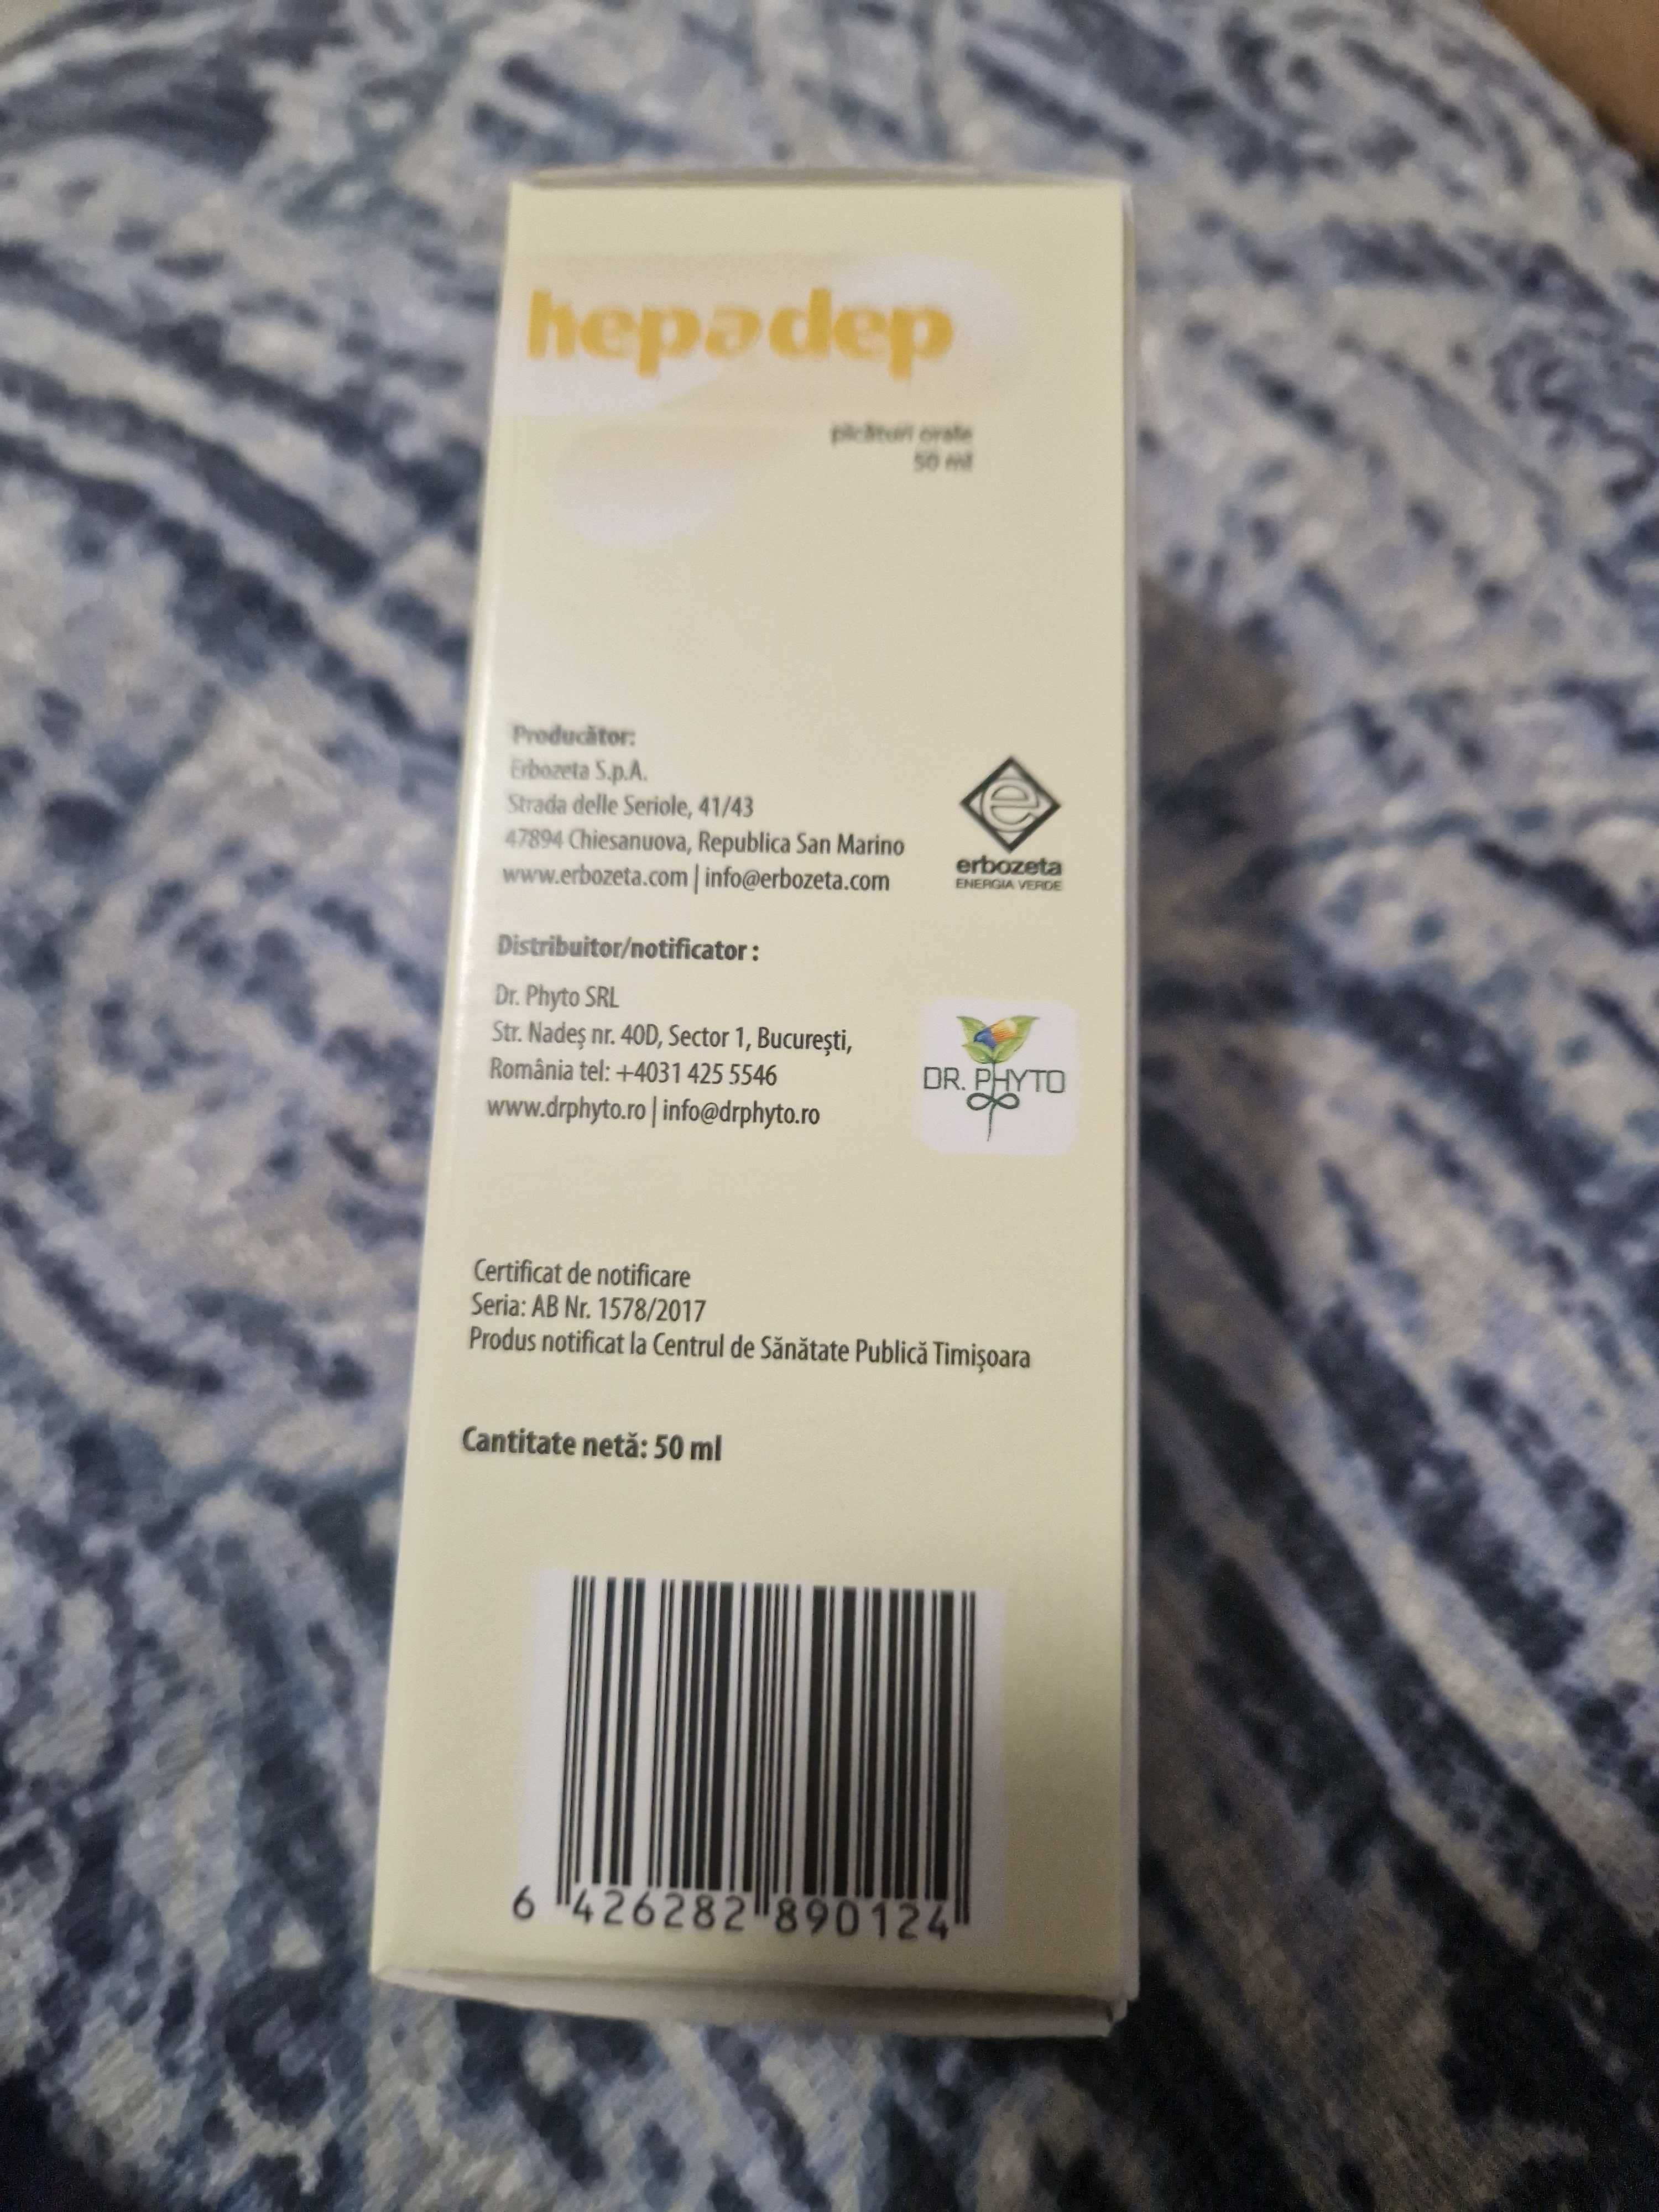 hepadep
picături orale
50 ml
Producător:
Erbozeta S.p.A.
Strada delle Seriole, 41/43
47894 Chiesanuova, Republica San Marino
www.erbozeta.com | info@erbozeta.com
e
erbozeta
ENERGIA VERDE
Distribuitor/notificator :
Dr. Phyto SRL
Str. Nadeș nr. 40D, Sector 1, București,
România tel: +4031 425 5546
www.drphyto.ro | info@drphyto.ro
DR. PHYTO
Certificat de notificare
Seria: AB Nr. 1578/2017
Produs notificat la Centrul de Sănătate Publică Timișoara
Cantitate netă: 50 ml
6 426282 890124